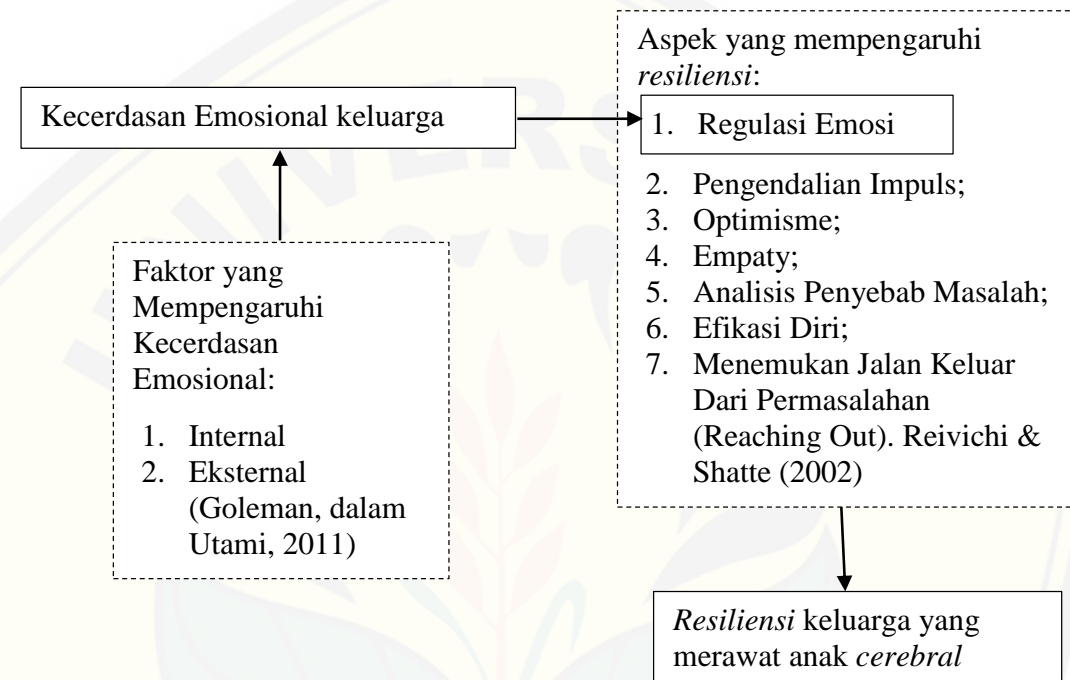 Aspek yang mempengaruhi
resiliensi:
Kecerdasan Emosional keluarga
1. Regulasi Emosi
2. Pengendalian Impuls;
3. Optimisme;
4. Empaty;
5. Analisis Penyebab Masalah;
6. Efikasi Diri;
7. Menemukan Jalan Keluar
Dari Permasalahan
(Reaching Out). Reivichi &
Shatte (2002)
Faktor yang
Mempengaruhi
Kecerdasan
Emosional:
1. Internal
2. Eksternal
(Goleman, dalam
Utami, 2011)
Resiliensi keluarga yang
merawat anak cerebral